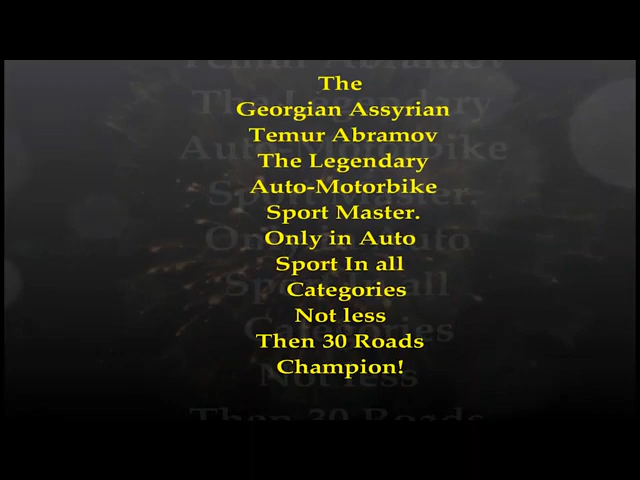 The
Georgian Assyrian
Temur Abramov
The Legendary
Auto-Motorbike
Sport Master.
Only in Auto
Sport In all
Categories
Not less
Then 30 Roads
Champion!